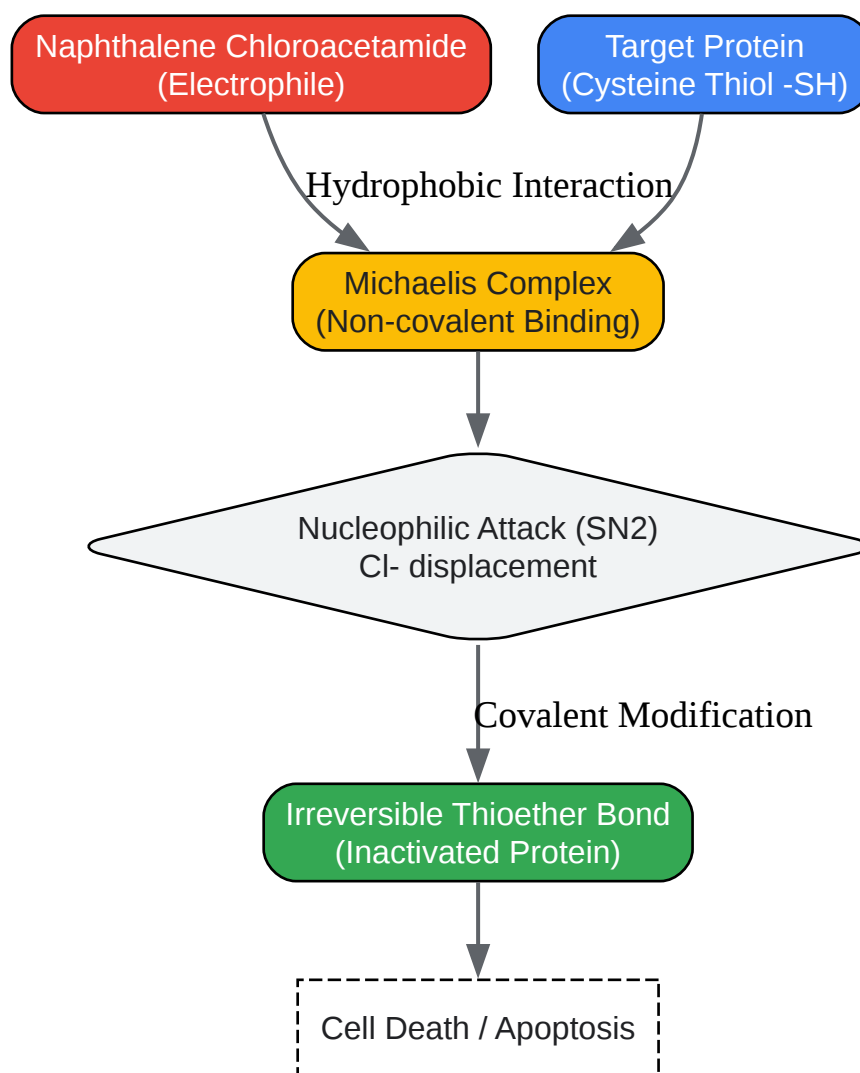 Naphthalene Chloroacetamide
(Electrophile)
Target Protein
(Cysteine Thiol -SH)
Hydrophobic Interaction
Michaelis Complex
(Non-covalent Binding)
Nucleophilic Attack (SN2)
Cl- displacement
Covalent Modification
Irreversible Thioether Bond
(Inactivated Protein)
Cell Death / Apoptosis